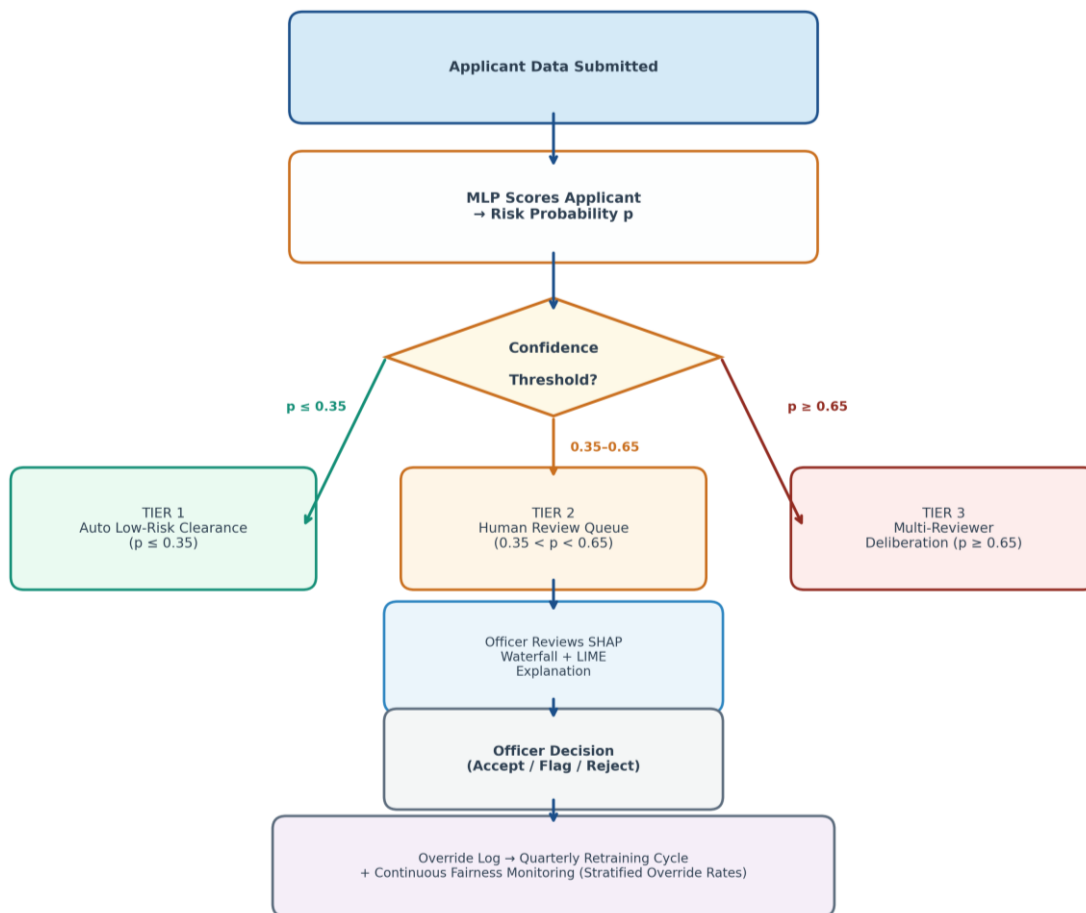 Applicant Data Submitted
MLP Scores Applicant
→ Risk Probability p
Confidence
Threshold?
p ≤ 0.35
p ≥ 0.65
0.35–0.65
TIER 1
Auto Low-Risk Clearance
(p ≤ 0.35)
TIER 2
Human Review Queue
(0.35 < p < 0.65)
TIER 3
Multi-Reviewer
Deliberation (p ≥ 0.65)
Officer Reviews SHAP
Waterfall + LIME
Explanation
Officer Decision
(Accept / Flag / Reject)
Override Log → Quarterly Retraining Cycle
+ Continuous Fairness Monitoring (Stratified Override Rates)